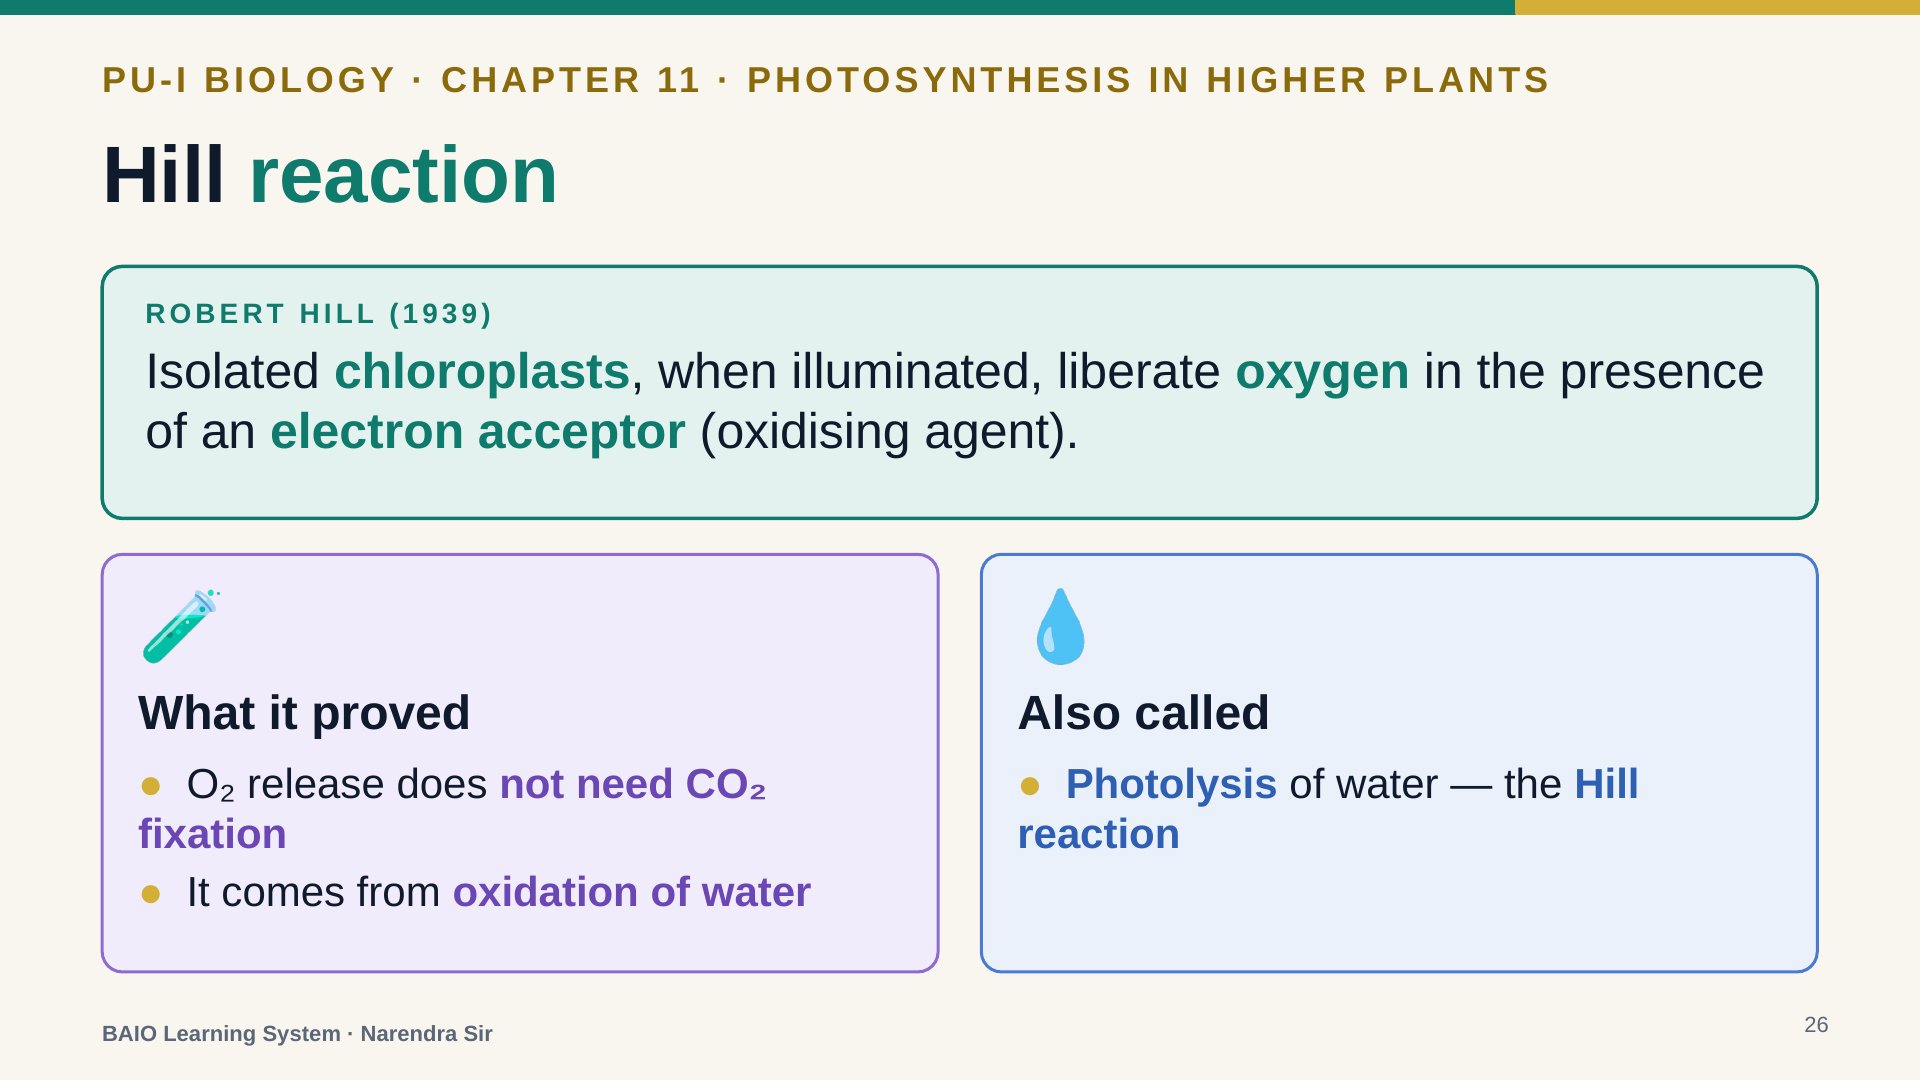 PU-I BIOLOGY · CHAPTER 11 · PHOTOSYNTHESIS IN HIGHER PLANTS
Hill reaction
ROBERT HILL (1939)
Isolated chloroplasts, when illuminated, liberate oxygen in the presence
of an electron acceptor (oxidising agent).
What it proved
● O₂ release does not need CO₂
fixation
● It comes from oxidation of water
Also called
● Photolysis of water — the Hill
reaction
BAIO Learning System · Narendra Sir
26